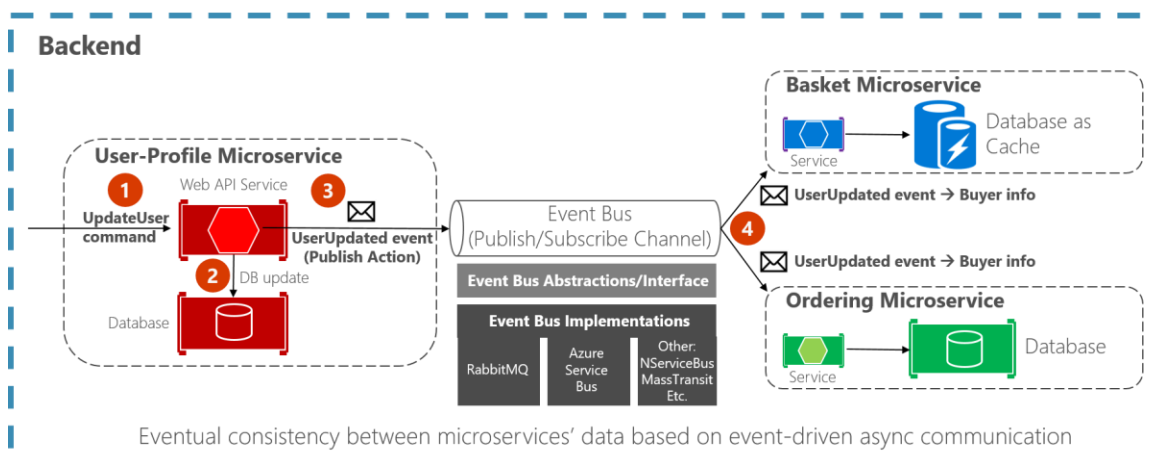 Backend
User-Profile Microservice
1
Web API Service
3
UpdateUser
command
UserUpdated event
(Publish Action)
2
DB update
Database
Event Bus
(Publish/Subscribe Channel)
Event Bus Abstractions/Interface
Event Bus Implementations
RabbitMQ
Azure
Service
Bus
Other:
NServiceBus
MassTransit
Etc.
4
Basket Microservice
Service
Database as
Cache
UserUpdated event → Buyer info
UserUpdated event → Buyer info
Ordering Microservice
Service
Database
Eventual consistency between microservices’ data based on event-driven async communication